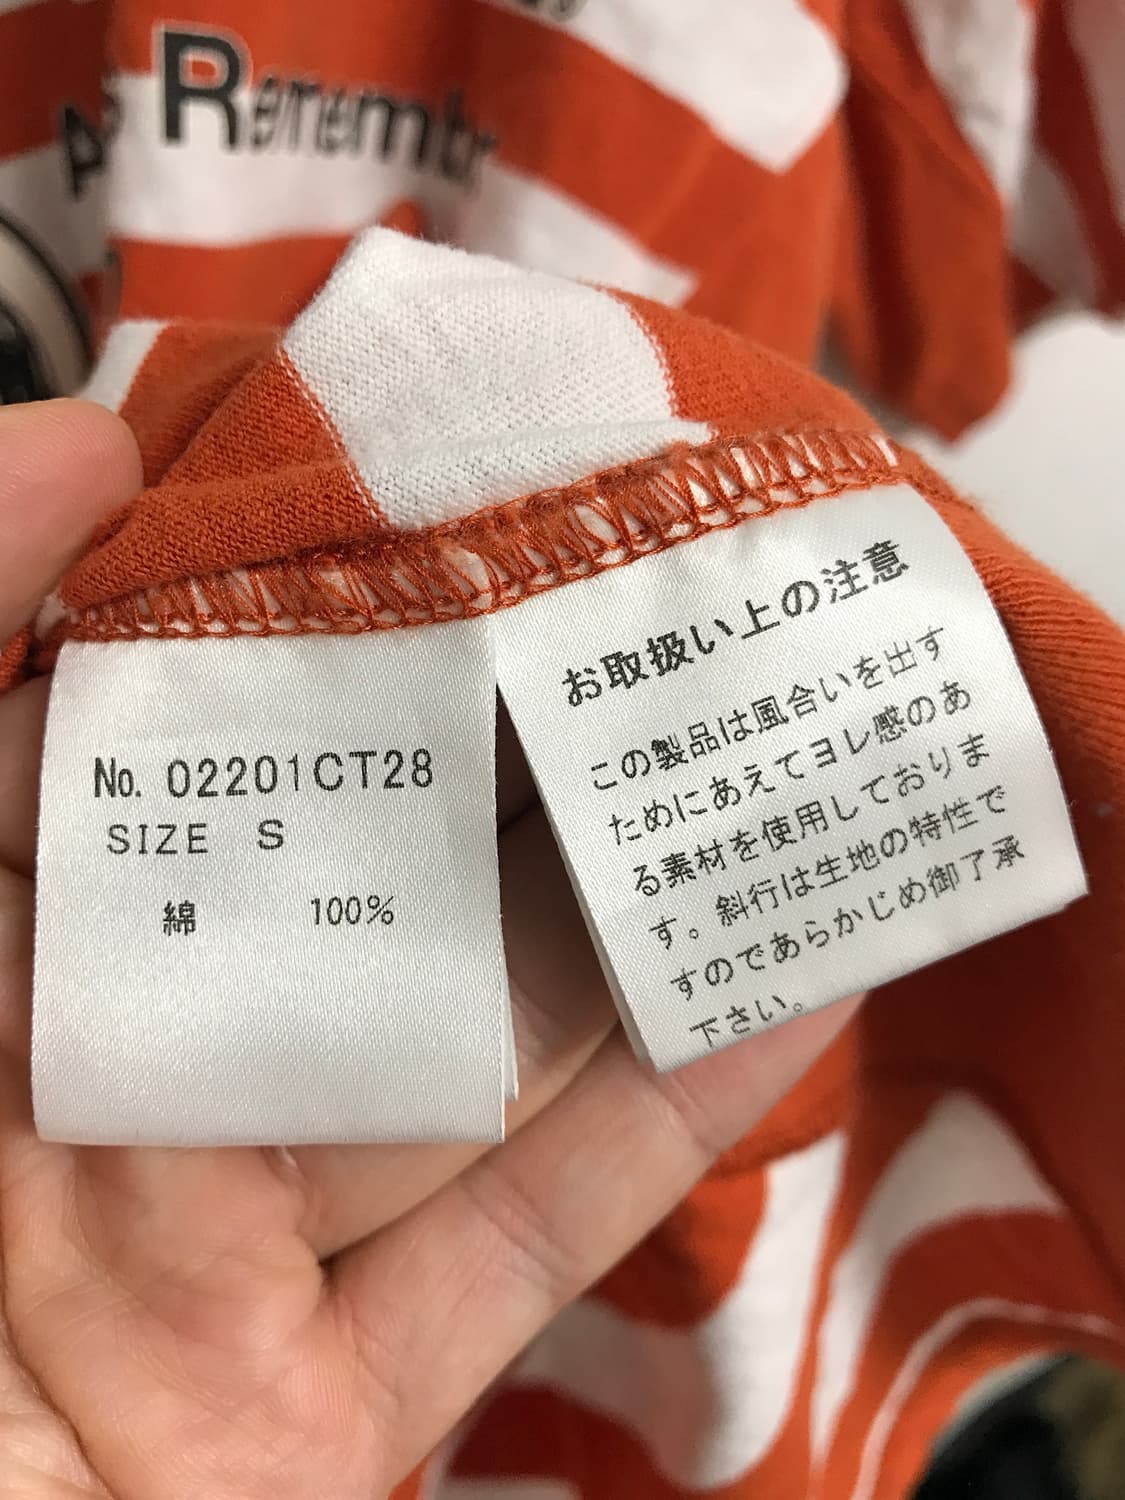 Rememb
No. 02201CT28
SIZE S
綿 100%
お取扱い上の注意
この製品は風合いを出す
ためにあえてヨレ感のあ
る素材を使用しておりま
す。斜行は生地の特性で
すのであらかじめ御了承
下さい。